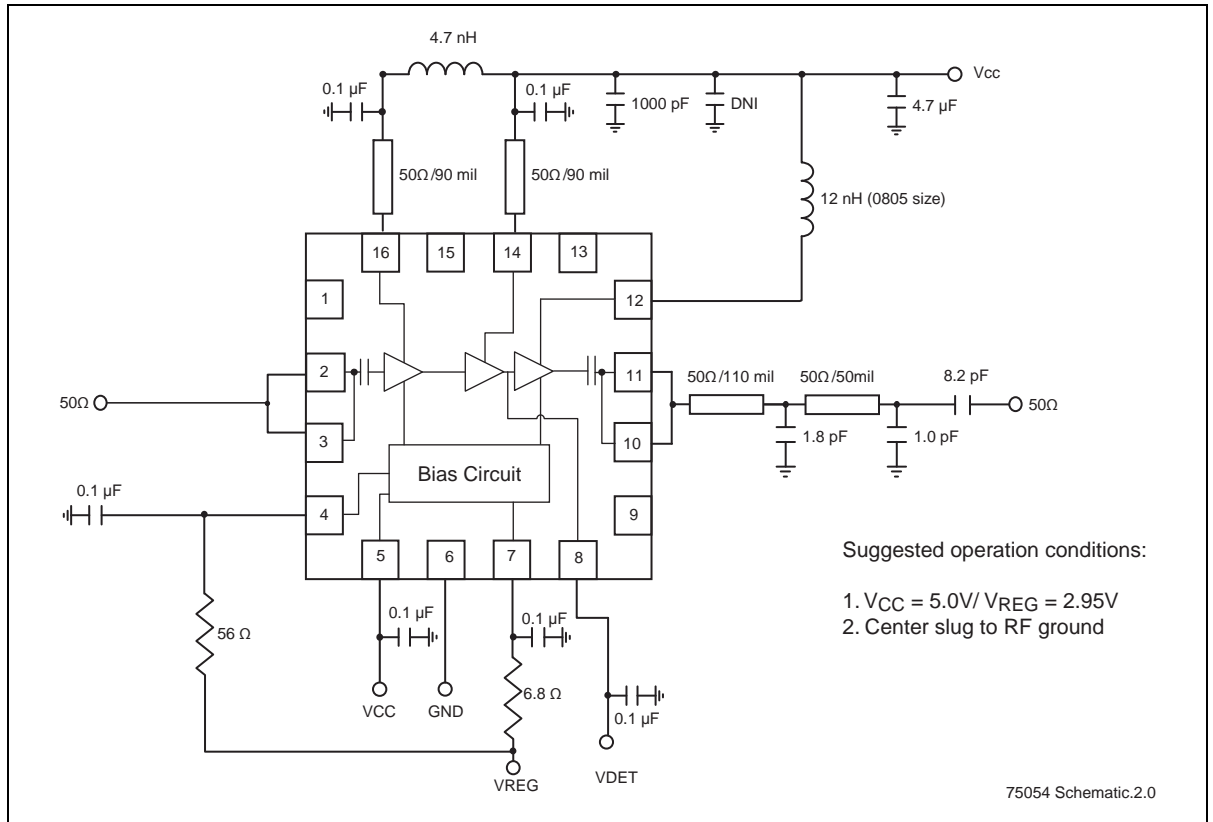 4.7 nH
Vcc
0.1 µF
0.1 µF
1000 pF
DNI
4.7 µF
50Ω/90 mil
50Ω/90 mil
12 nH (0805 size)
16
15
14
13
1
12
2
11
50Ω/110 mil
50Ω/50mil
8.2 pF
50Ω
50Ω
3
10
1.8 pF
1.0 pF
Bias Circuit
0.1 µF
4
9
5
6
7
8
Suggested operation conditions:
1. VCC = 5.0V/ VREG = 2.95V
2. Center slug to RF ground
0.1 µF
0.1 µF
56 Ω
6.8 Ω
VCC
GND
0.1 µF
VREG
VDET
75054 Schematic.2.0